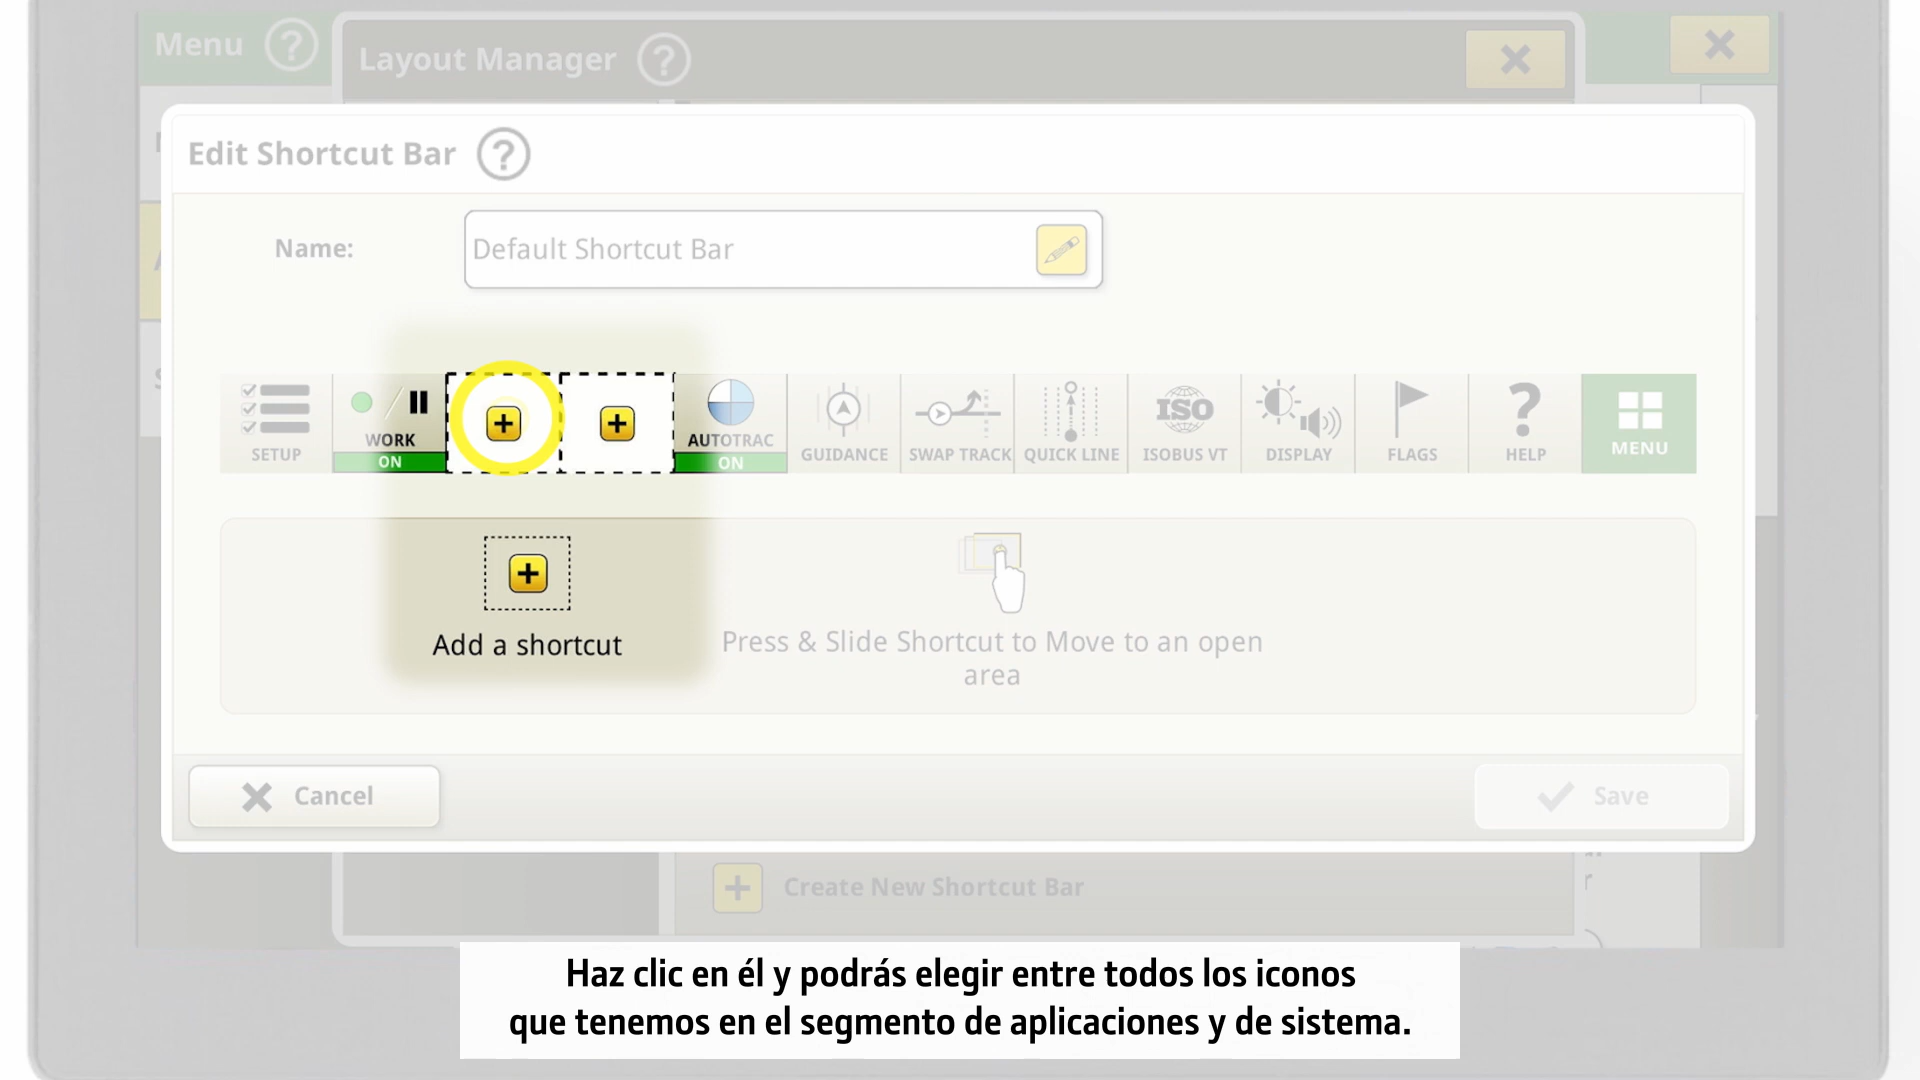 Menu ?
Layout Manager ?
Edit Shortcut Bar ?
Name:
Default Shortcut Bar
SETUP
WORK
ON
AUTOTRAC
ON
GUIDANCE
SWAP TRACK
QUICK LINE
ISO
ISOBUS VT
DISPLAY
FLAGS
?
HELP
MENU
Add a shortcut
Press & Slide Shortcut to Move to an open
area
Cancel
Save
Create New Shortcut Bar
Haz clic en él y podrás elegir entre todos los iconos
que tenemos en el segmento de aplicaciones y de sistema.